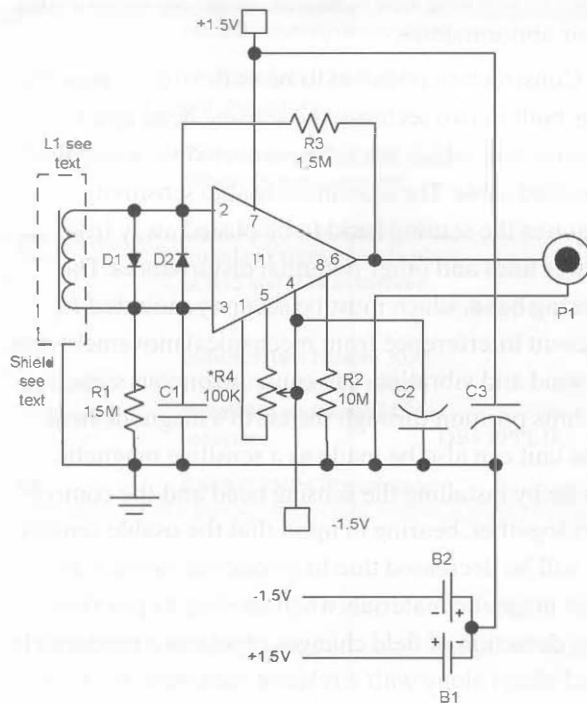 +1.5V
R3
1.5M
L1 see
text
2
7
D1
D2
I1
8
6
3
5
4
P1
Shield
see
text
R1
1.5M
C1
*R4
100K
R2
10M
C2
C3
-1.5V
B2
-1.5V
- +
+
+1.5V
B1